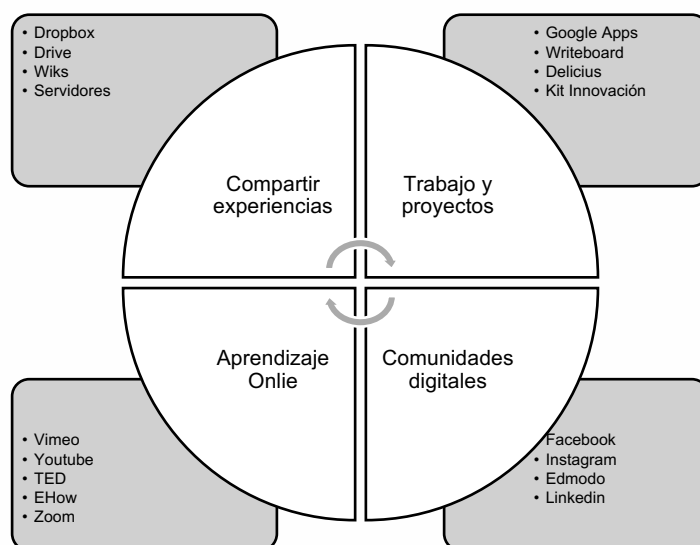 • Dropbox
• Drive
• Wiks
• Servidores
• Google Apps
• Writeboard
• Delicius
• Kit Innovación
Compartir
experiencias
Trabajo y
proyectos
Aprendizaje
Onlie
Comunidades
digitales
• Vimeo
• Youtube
• TED
• EHow
• Zoom
• Facebook
• Instagram
• Edmodo
• Linkedin